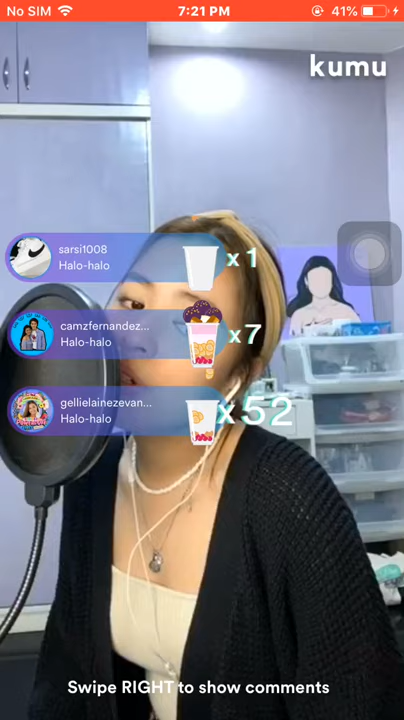 No SIM 7:21 PM 41%
kumu
sarsi1008
Halo-halo
x1
camzfernandez...
Halo-halo
x7
gellielainezevan...
Halo-halo
x52
Swipe RIGHT to show comments